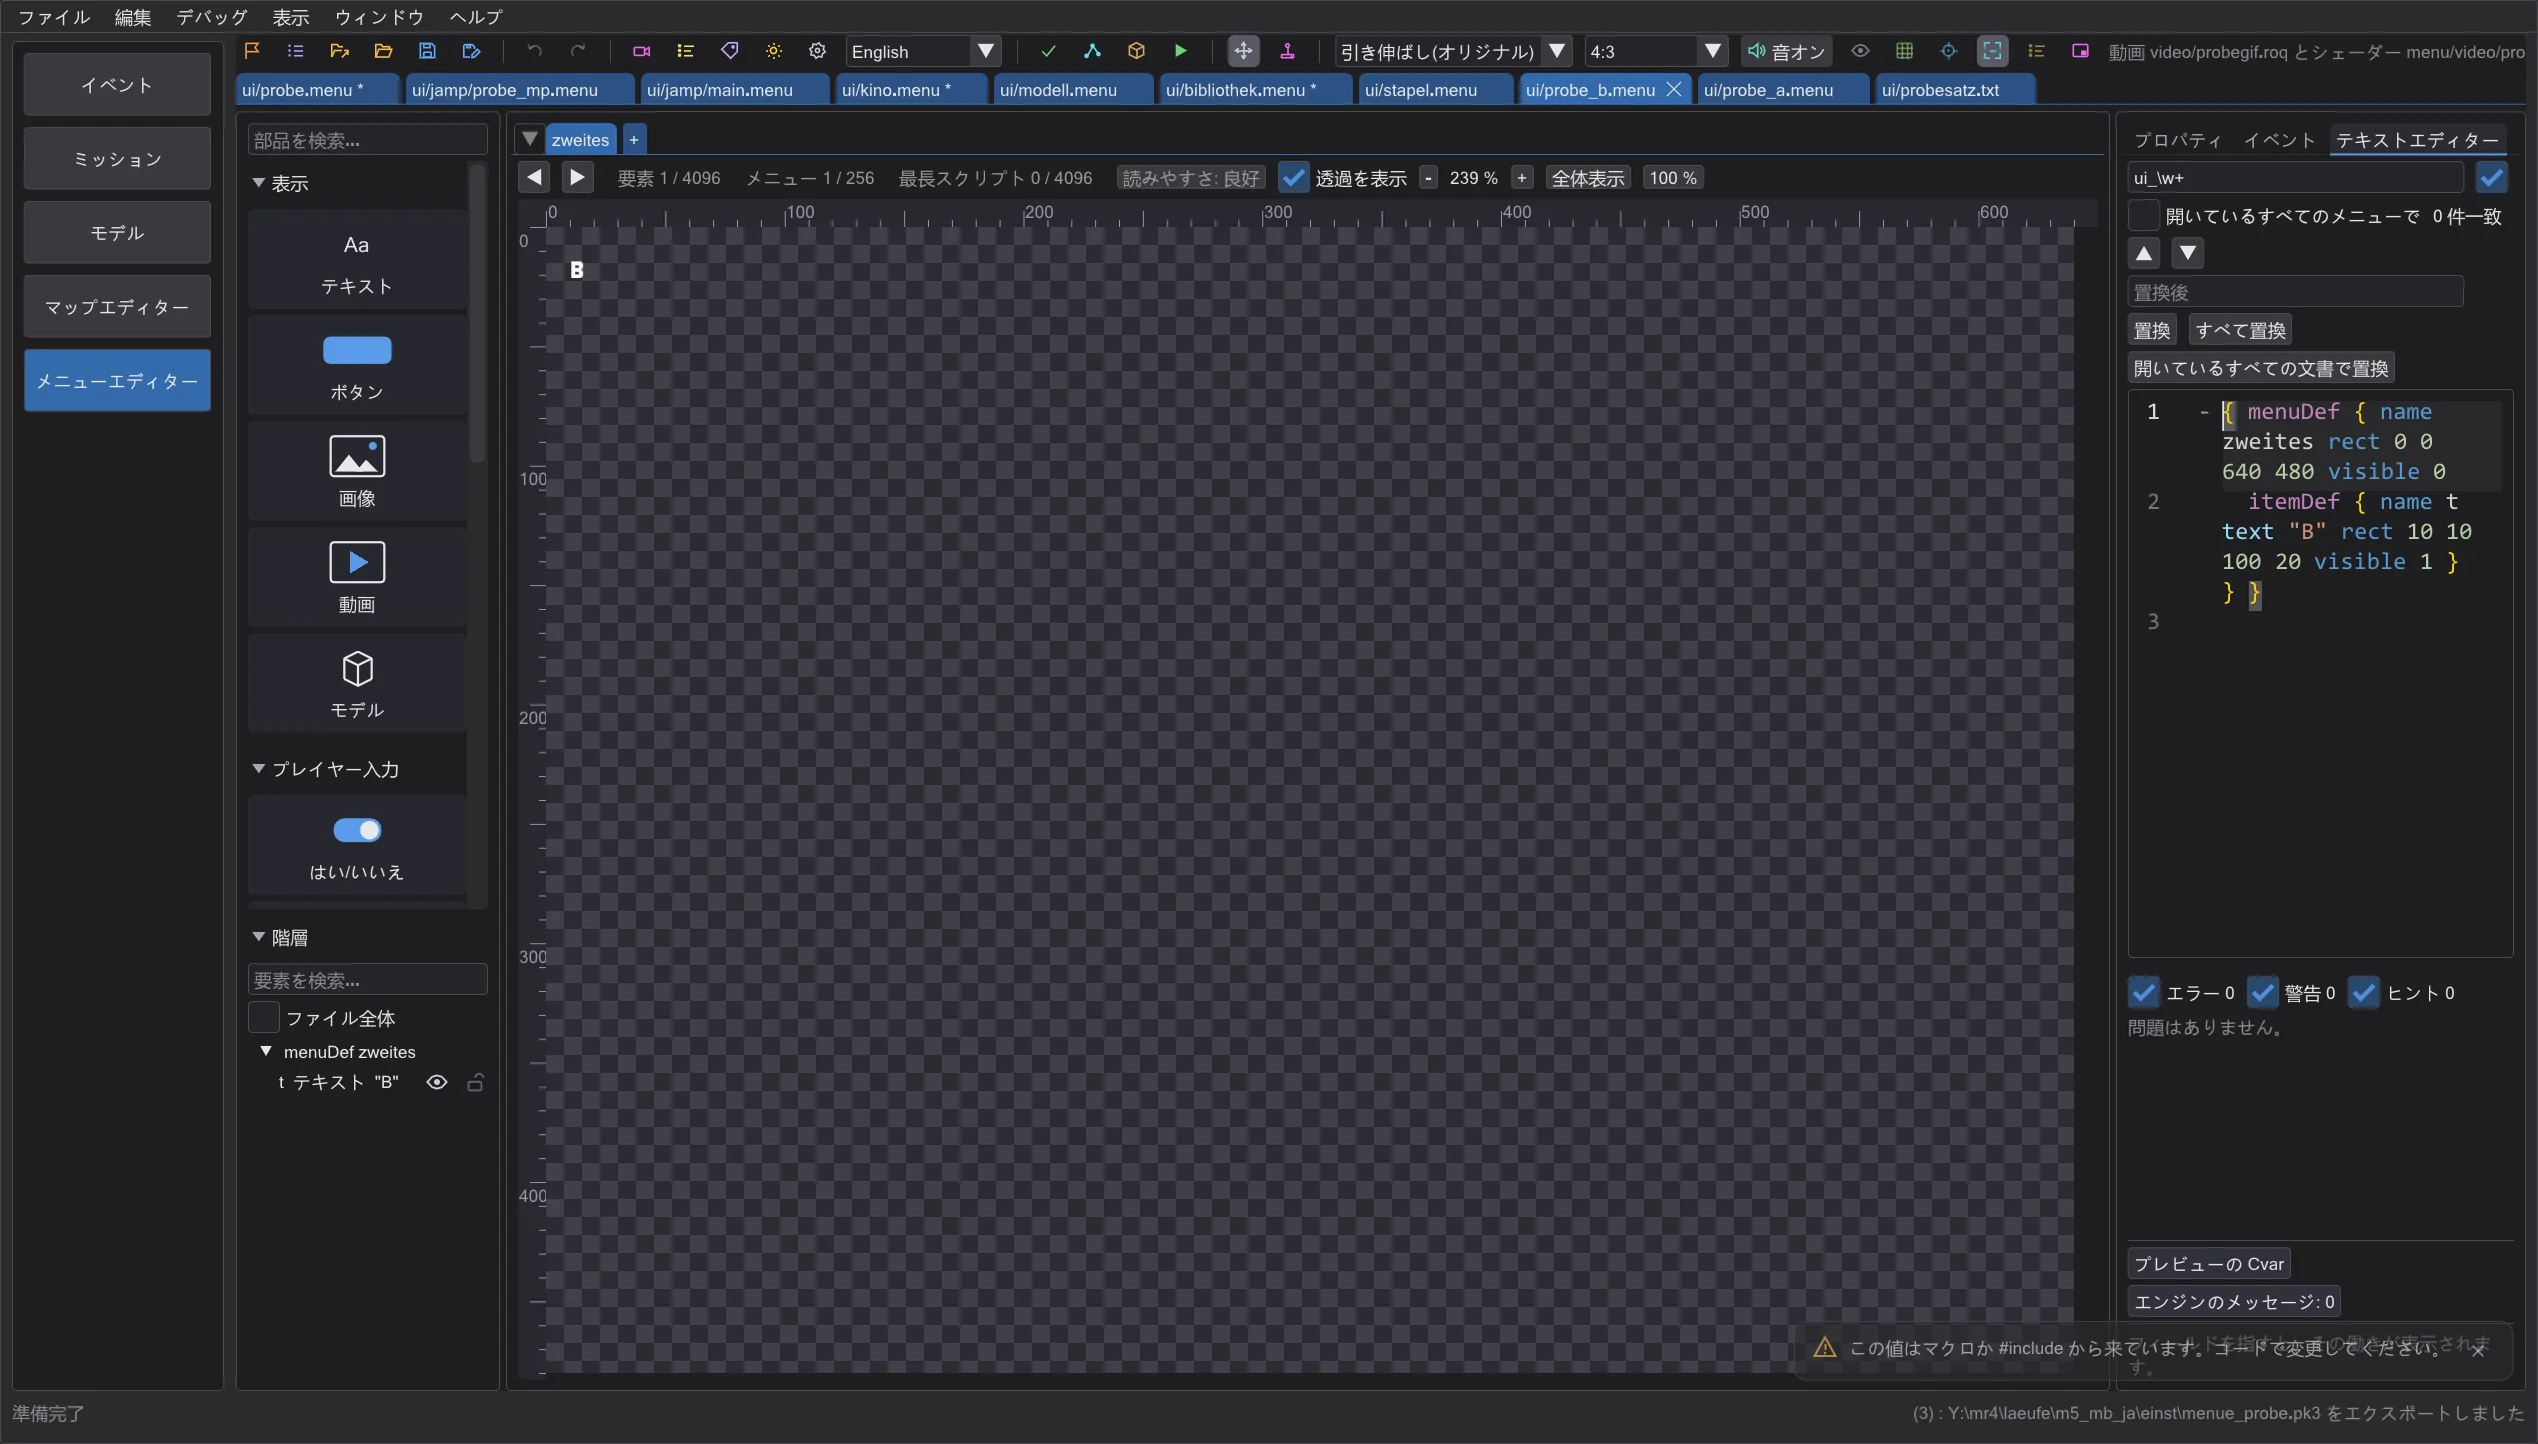 ファイル 編集 デバッグ 表示 ウィンドウ ヘルプ
English 引き伸ばし(オリジナル) 4:3 音オン 動画 video/probegif.roq とシェーダー menu/video/pro
ui/probe.menu * ui/jamp/probe_mp.menu ui/jamp/main.menu ui/kino.menu * ui/modell.menu ui/bibliothek.menu * ui/stapel.menu ui/probe_b.menu ui/probe_a.menu ui/probesatz.txt
イベント
ミッション
モデル
マップエディター
メニューエディター
部品を検索...
表示
Aa
テキスト
ボタン
画像
動画
モデル
プレイヤー入力
はい/いいえ
階層
要素を検索...
ファイル全体
menuDef zweites
t テキスト "B"
zweites +
要素 1 / 4096 メニュー 1 / 256 最長スクリプト 0 / 4096 読みやすさ: 良好 透過を表示 - 239 % + 全体表示 100 %
0 100 200 300 400 500 600
0
100
200
300
400
B
プロパティ イベント テキストエディター
ui_\w+
開いているすべてのメニューで 0 件一致
置換後
置換 すべて置換
開いているすべての文書で置換
1 - { menuDef { name
zweites rect 0 0
640 480 visible 0
2 itemDef { name t
text "B" rect 10 10
100 20 visible 1 }
} }
3
エラー 0 警告 0 ヒント 0
問題はありません。
プレビューの Cvar
エンジンのメッセージ: 0
この値はマクロか #include から来ています。コードで変更してください。
準備完了
(3) : Y:\mr4\laeufe\m5_mb_ja\einst\menue_probe.pk3 をエクスポートしました